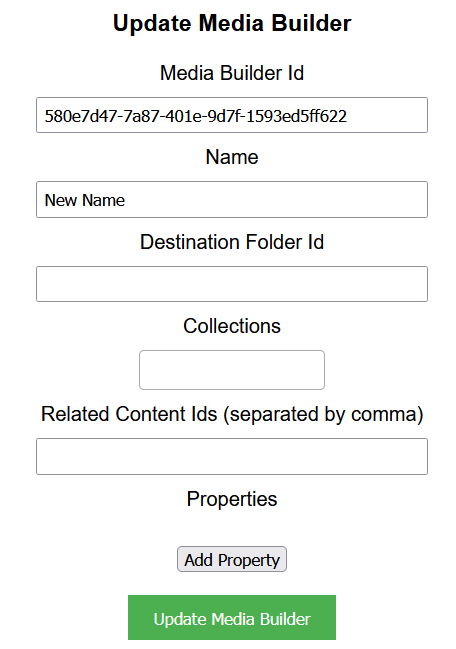 Update Media Builder
Media Builder Id
580e7d47-7a87-401e-9d7f-1593ed5ff622
Name
New Name
Destination Folder Id
Collections
Related Content Ids (separated by comma)
Properties
Add Property
Update Media Builder